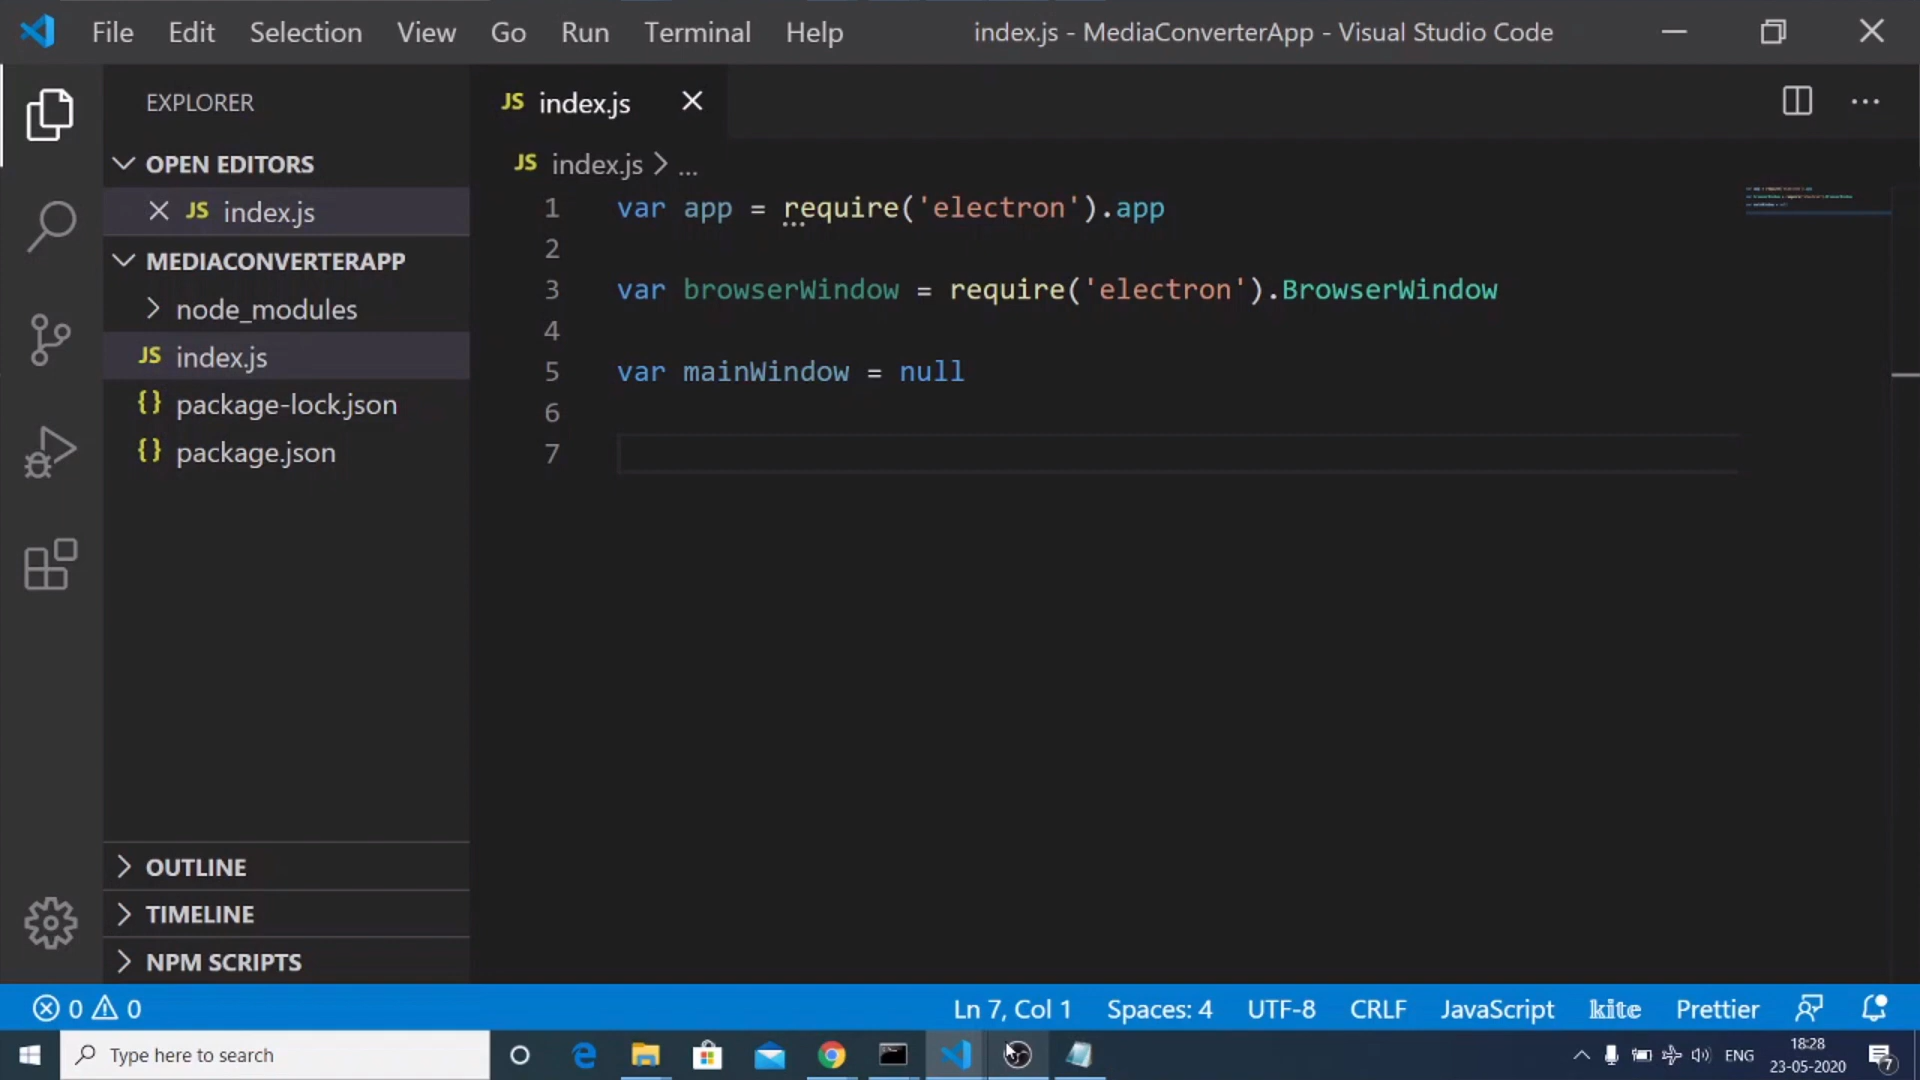 File Edit Selection View Go Run Terminal Help index.js - MediaConverterApp - Visual Studio Code
EXPLORER
OPEN EDITORS
JS index.js
MEDIACONVERTERAPP
node_modules
JS index.js
{} package-lock.json
{} package.json
OUTLINE
TIMELINE
NPM SCRIPTS
JS index.js
JS index.js > ...
1 var app = require('electron').app
2
3 var browserWindow = require('electron').BrowserWindow
4
5 var mainWindow = null
6
7
0 0 Ln 7, Col 1 Spaces: 4 UTF-8 CRLF JavaScript kite Prettier
Type here to search
ENG
18:28
23-05-2020
7